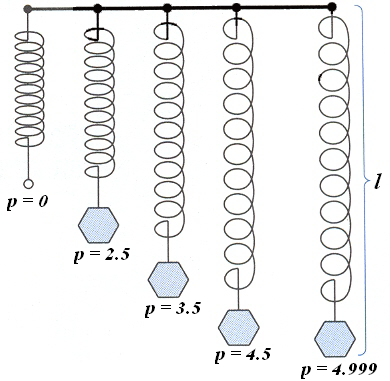 p = 0
p = 2.5
p = 3.5
p = 4.5
p = 4.999
l